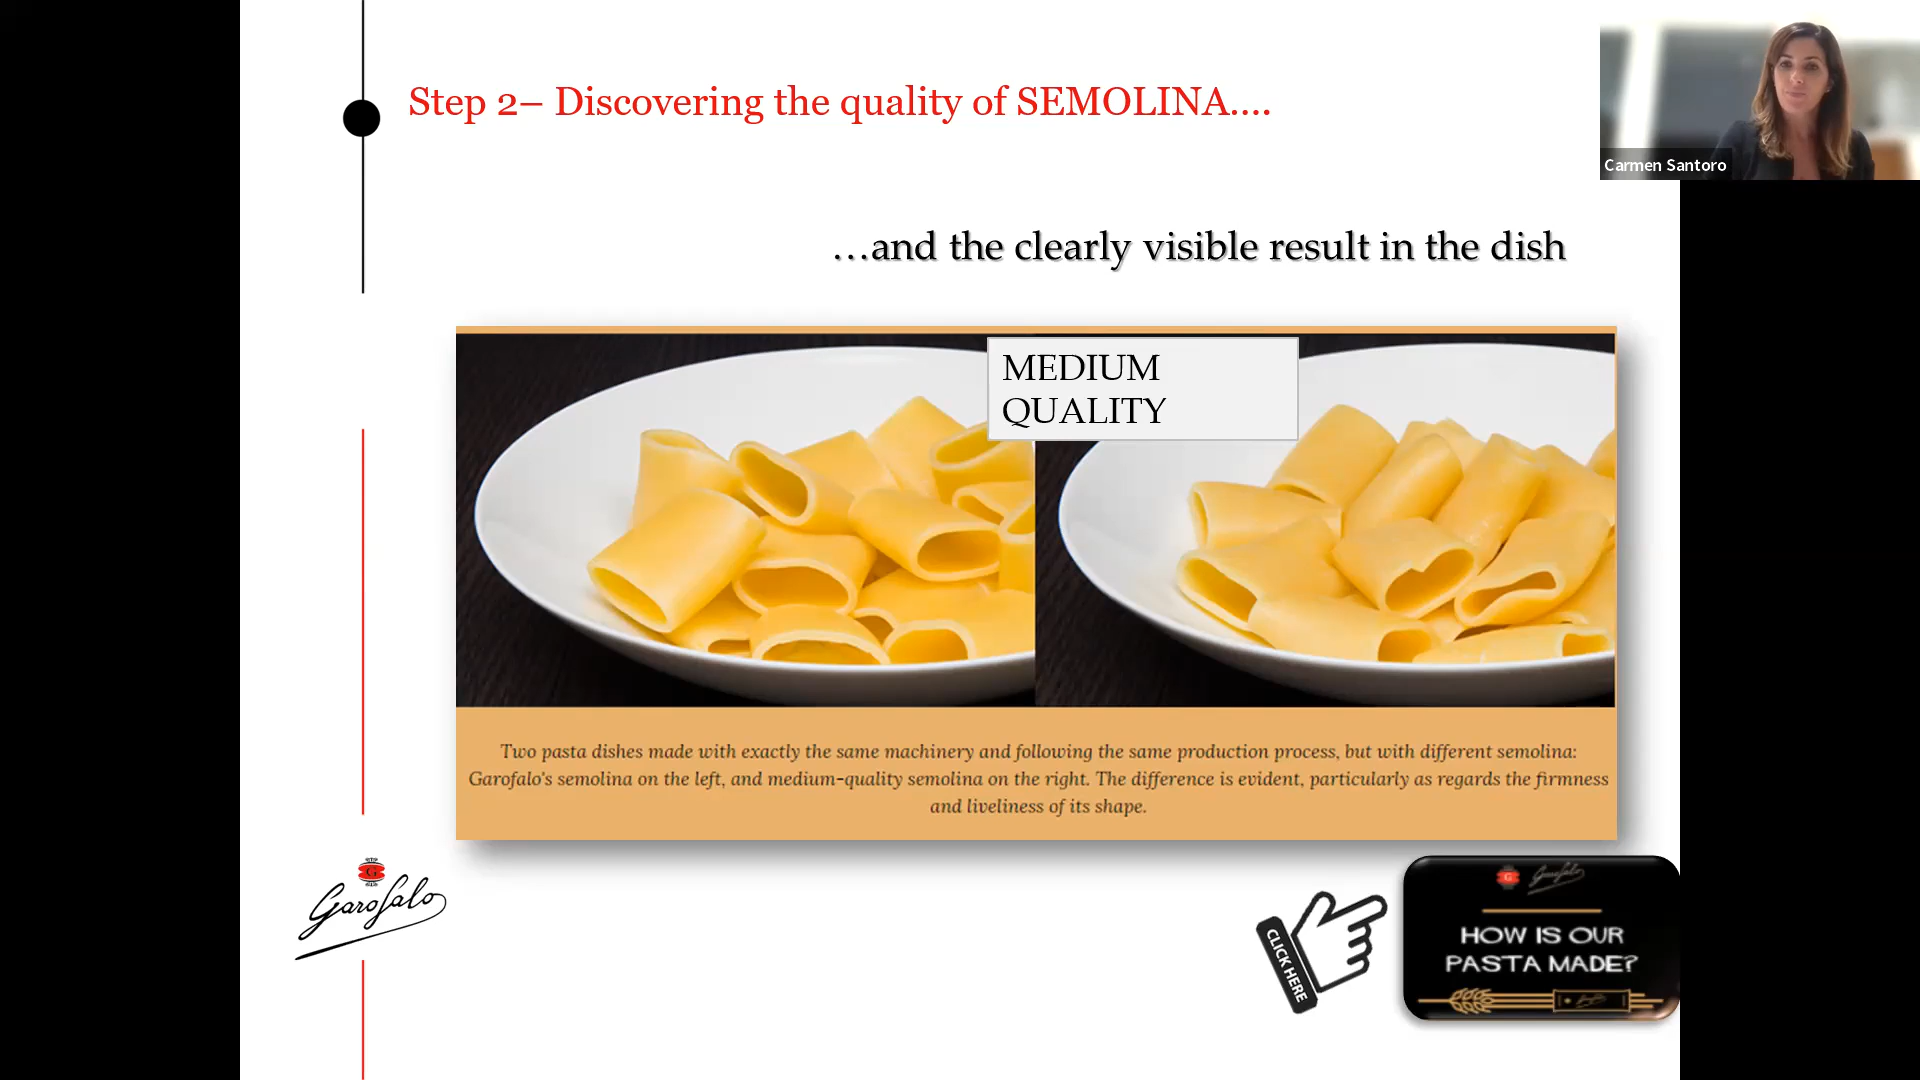 Step 2– Discovering the quality of SEMOLINA....
Carmen Santoro
…and the clearly visible result in the dish
MEDIUM
QUALITY
Two pasta dishes made with exactly the same machinery and following the same production process, but with different semolina:
Garofalo's semolina on the left, and medium-quality semolina on the right. The difference is evident, particularly as regards the firmness
and liveliness of its shape.
G
Garofalo
CLICK HERE
G
Garofalo
HOW IS OUR
PASTA MADE?